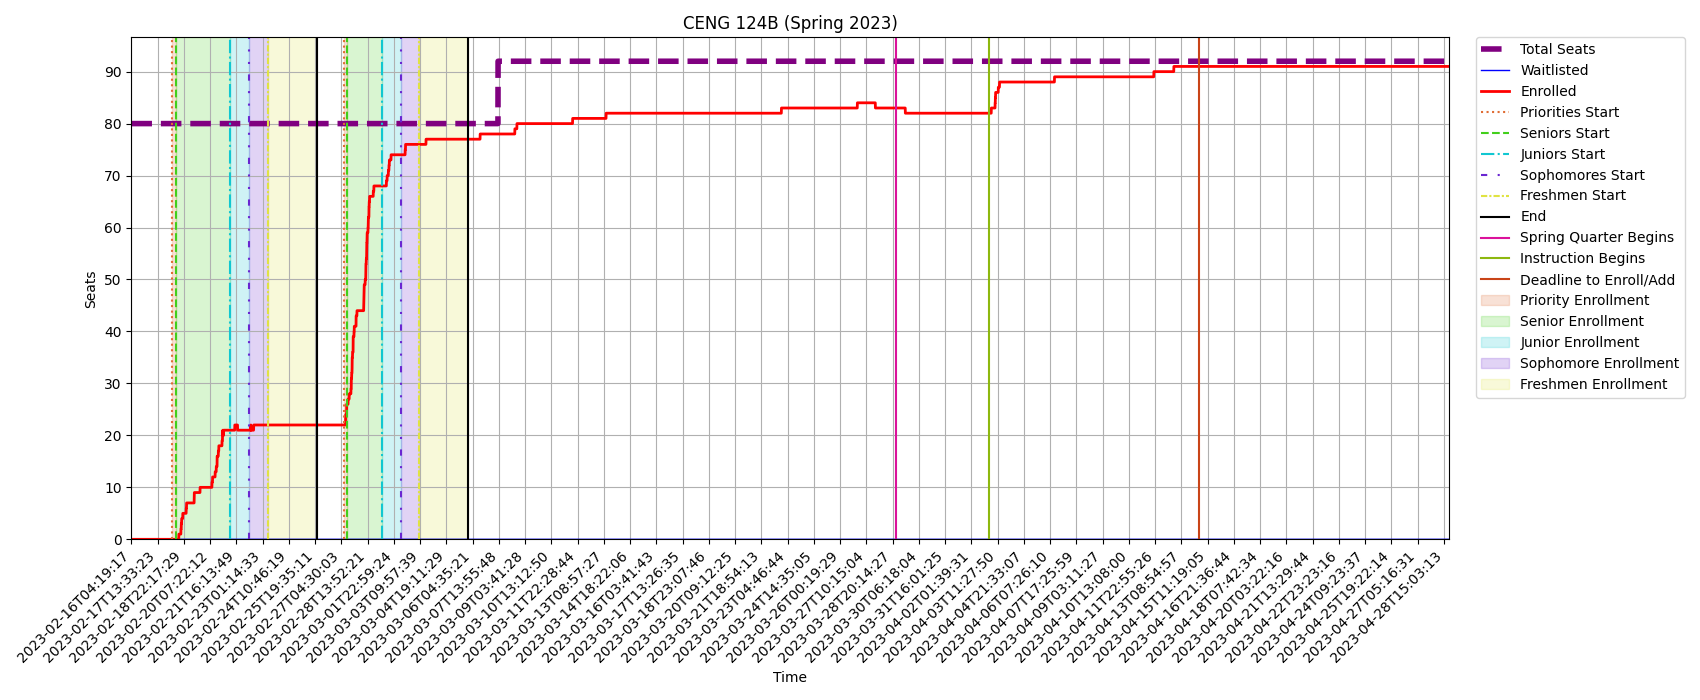 CENG 124B (Spring 2023)
Seats
90
80
70
60
50
40
30
20
10
0
2023-02-16T04:19:17
2023-02-17T13:33:23
2023-02-18T22:17:29
2023-02-20T07:22:12
2023-02-21T16:13:49
2023-02-23T01:14:33
2023-02-24T10:46:19
2023-02-25T19:35:11
2023-02-27T04:30:03
2023-02-28T13:52:21
2023-03-01T22:59:24
2023-03-03T09:57:39
2023-03-04T19:11:29
2023-03-06T04:35:21
2023-03-07T13:55:48
2023-03-09T03:41:28
2023-03-10T13:12:50
2023-03-11T22:28:44
2023-03-13T08:57:27
2023-03-14T18:22:06
2023-03-16T03:41:43
2023-03-17T13:26:35
2023-03-18T23:07:46
2023-03-20T09:12:25
2023-03-21T18:54:13
2023-03-23T04:46:44
2023-03-24T14:35:05
2023-03-26T00:19:29
2023-03-27T10:15:04
2023-03-28T20:14:27
2023-03-30T06:18:04
2023-03-31T16:01:25
2023-04-02T01:39:31
2023-04-03T11:27:50
2023-04-04T21:33:07
2023-04-06T07:26:10
2023-04-07T17:25:59
2023-04-09T03:11:27
2023-04-10T13:08:00
2023-04-11T22:55:26
2023-04-13T08:54:57
2023-04-15T11:19:05
2023-04-16T21:36:44
2023-04-18T07:42:34
2023-04-20T03:22:16
2023-04-21T13:29:44
2023-04-22T23:23:16
2023-04-24T09:23:37
2023-04-25T19:22:14
2023-04-27T05:16:31
2023-04-28T15:03:13
Time
Total Seats
Waitlisted
Enrolled
Priorities Start
Seniors Start
Juniors Start
Sophomores Start
Freshmen Start
End
Spring Quarter Begins
Instruction Begins
Deadline to Enroll/Add
Priority Enrollment
Senior Enrollment
Junior Enrollment
Sophomore Enrollment
Freshmen Enrollment